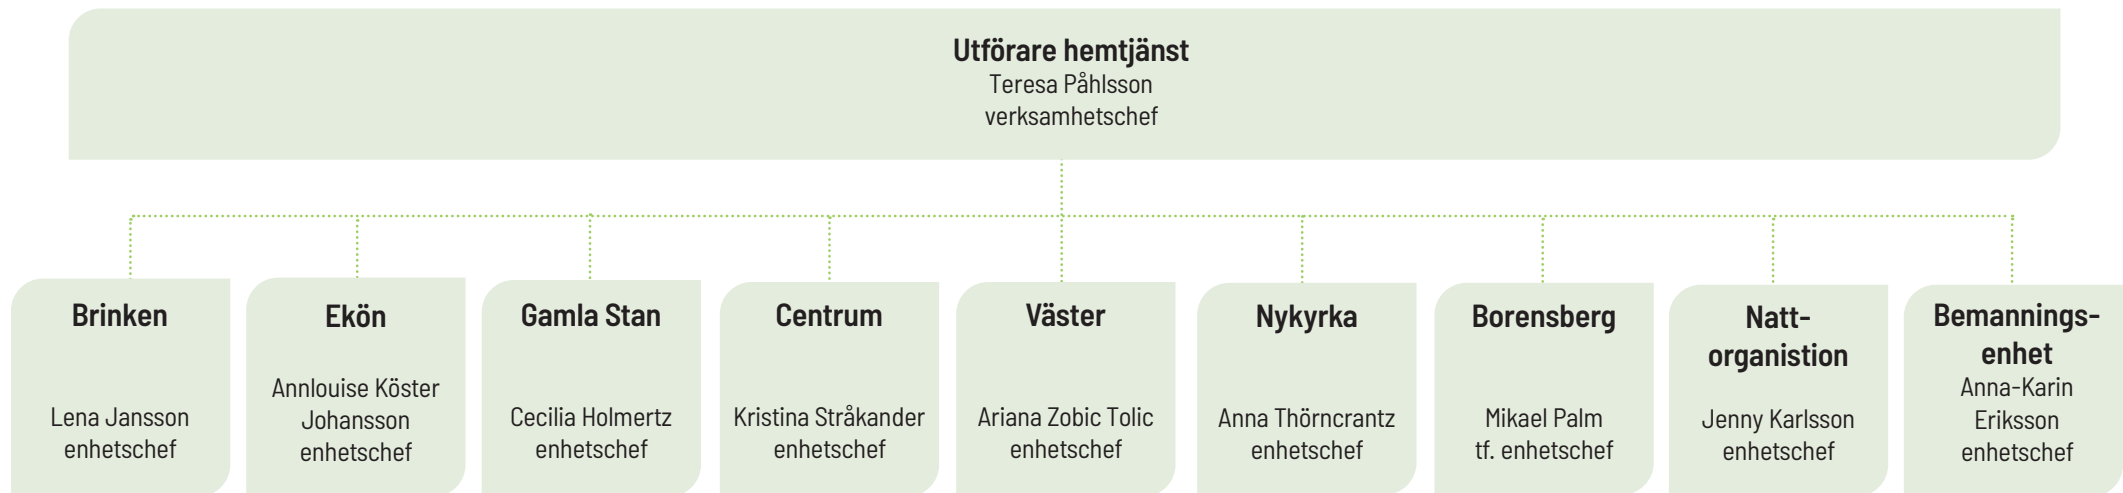 Utförare hemtjänst
Teresa Påhlsson
verksamhetschef
Brinken
Lena Jansson
enhetschef
Ekön
Annlouise Köster
Johansson
enhetschef
Gamla Stan
Cecilia Holmertz
enhetschef
Centrum
Kristina Stråkander
enhetschef
Väster
Ariana Zobic Tolic
enhetschef
Nykyrka
Anna Thörncrantz
enhetschef
Borensberg
Mikael Palm
tf. enhetschef
Natt-
organistion
Jenny Karlsson
enhetschef
Bemannings-
enhet
Anna-Karin
Eriksson
enhetschef